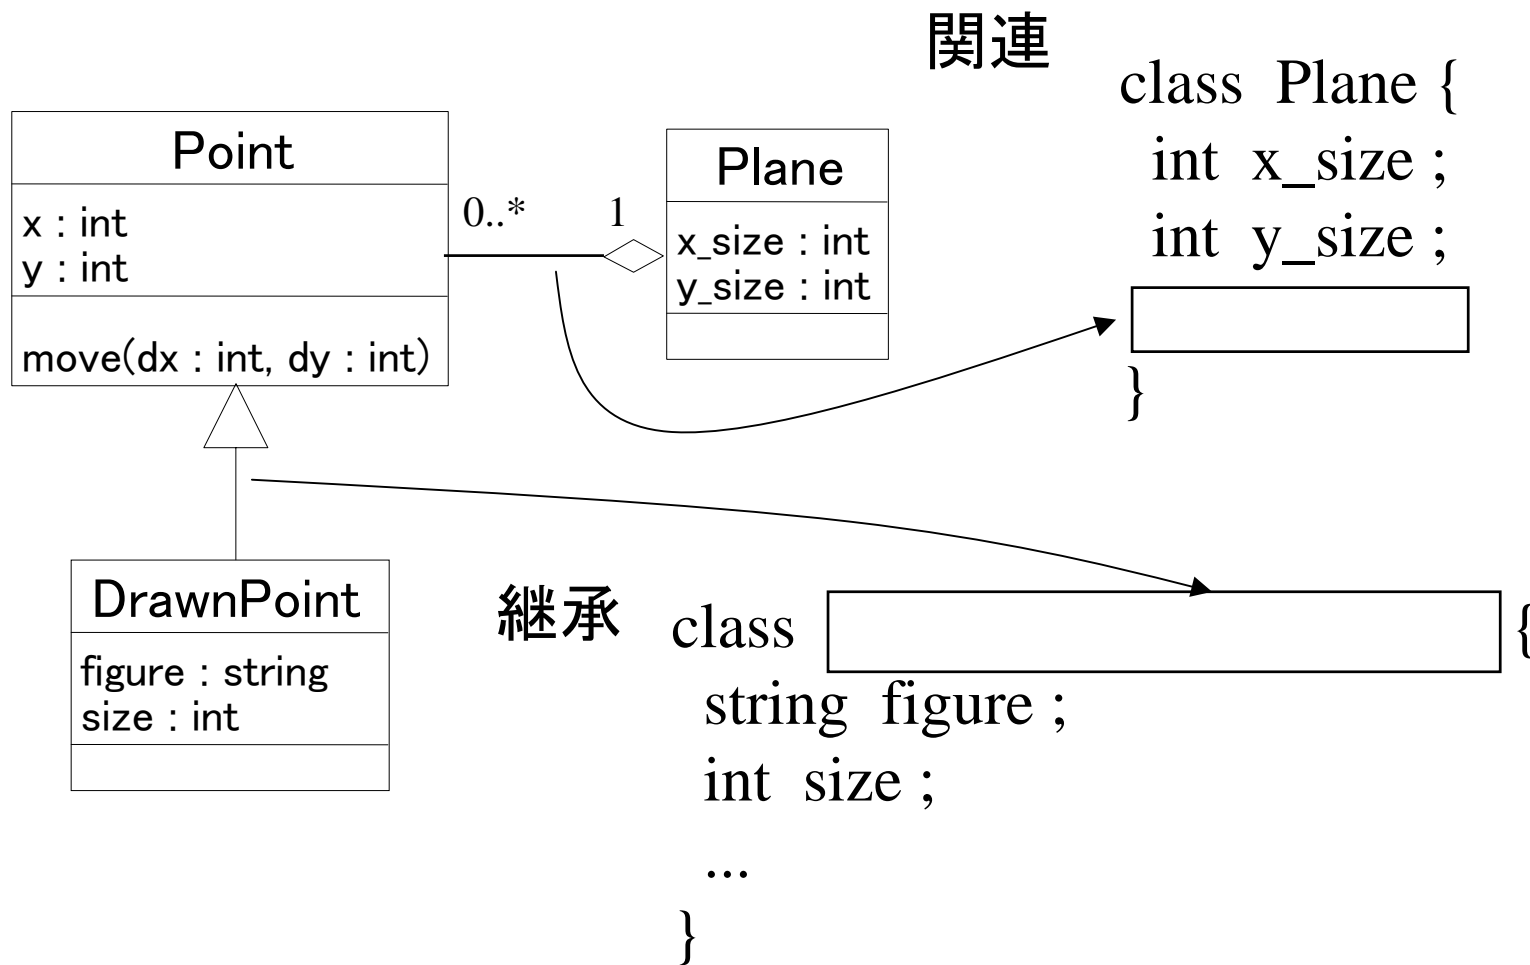 関連
class Plane {
int x_size ;
int y_size ;
}
Point
x : int
y : int
move(dx : int, dy : int)
0..*
1
Plane
x_size : int
y_size : int
DrawnPoint
figure : string
size : int
継承
class {
string figure ;
int size ;
...
}